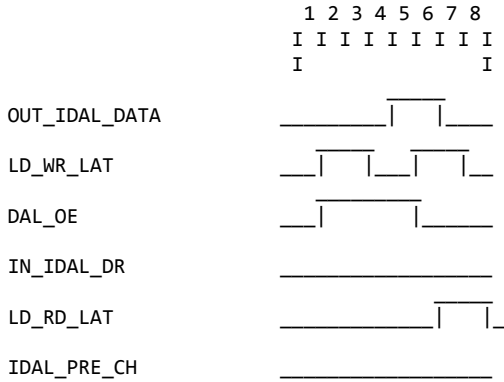 1 2 3 4 5 6 7 8
I I I I I I I I I
I I
OUT_IDAL_DATA
LD_WR_LAT
DAL_OE
IN_IDAL_DR
LD_RD_LAT
IDAL_PRE_CH